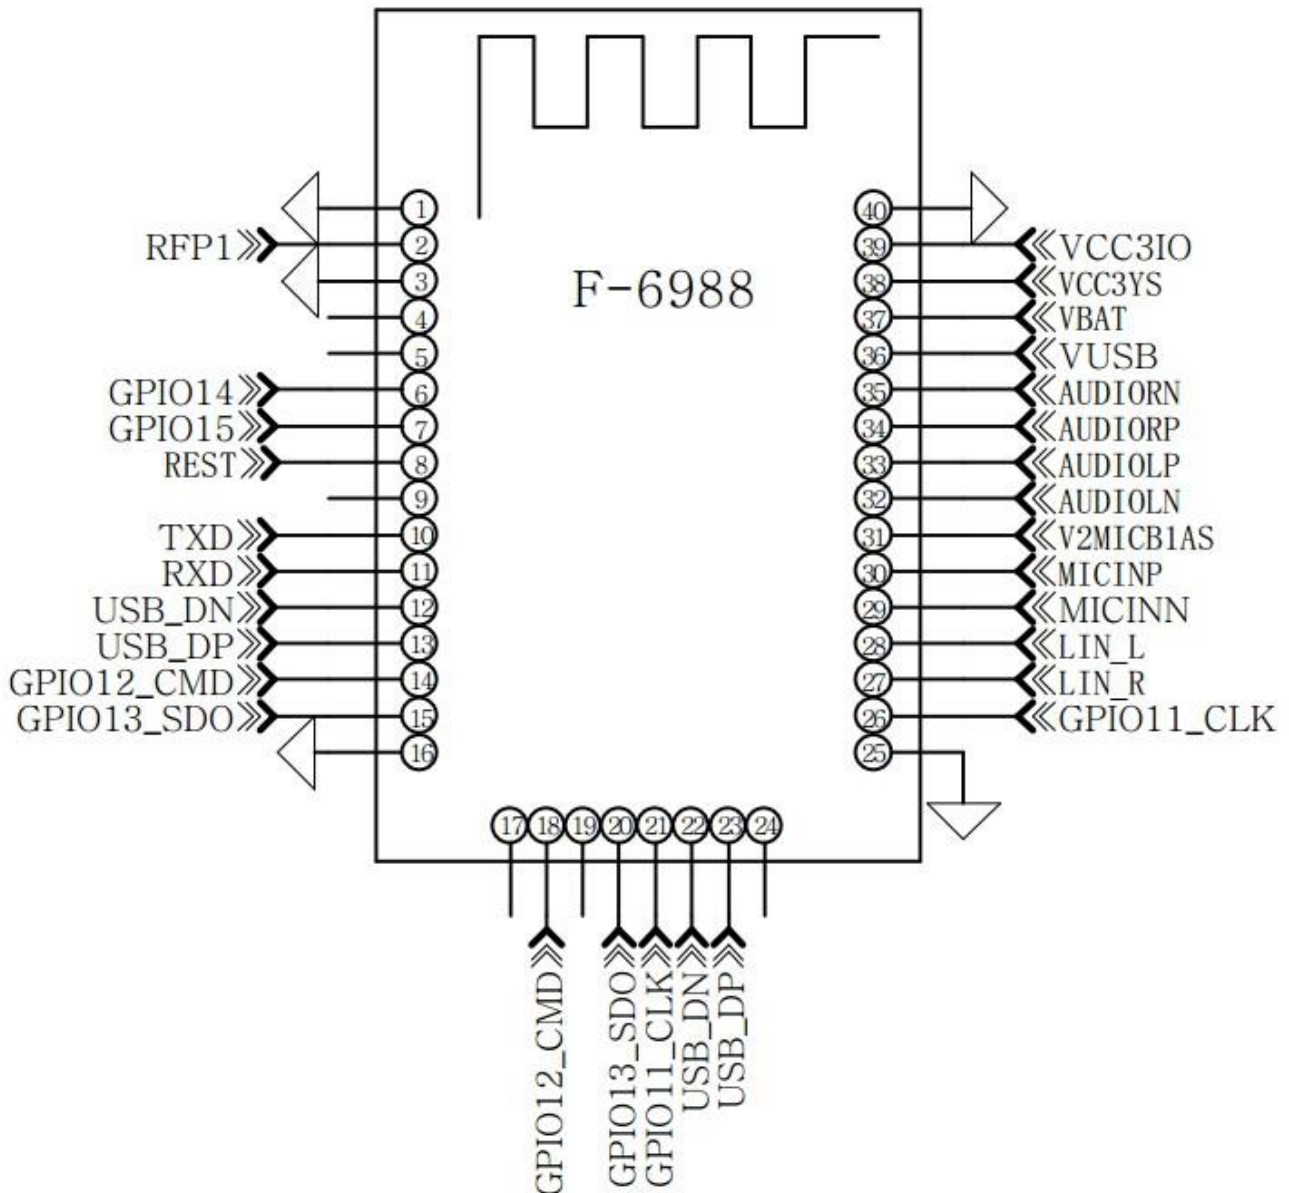 F-6988
1
RFP1 2
3
4
5
GPIO14 6
GPIO15 7
REST 8
9
TXD 10
RXD 11
USB_DN 12
USB_DP 13
GPIO12_CMD 14
GPIO13_SDO 15
16
17 18 19 20 21 22 23 24
GPIO12_CMD
GPIO13_SDO
GPIO11_CLK
USB_DN
USB_DP
40
39 VCC3IO
38 VCC3YS
37 VBAT
36 VUSB
35 AUDIORN
34 AUDIORP
33 AUDIOLP
32 AUDIOLN
31 V2MICB1AS
30 MICINP
29 MICINN
28 LIN_L
27 LIN_R
26 GPIO11_CLK
25